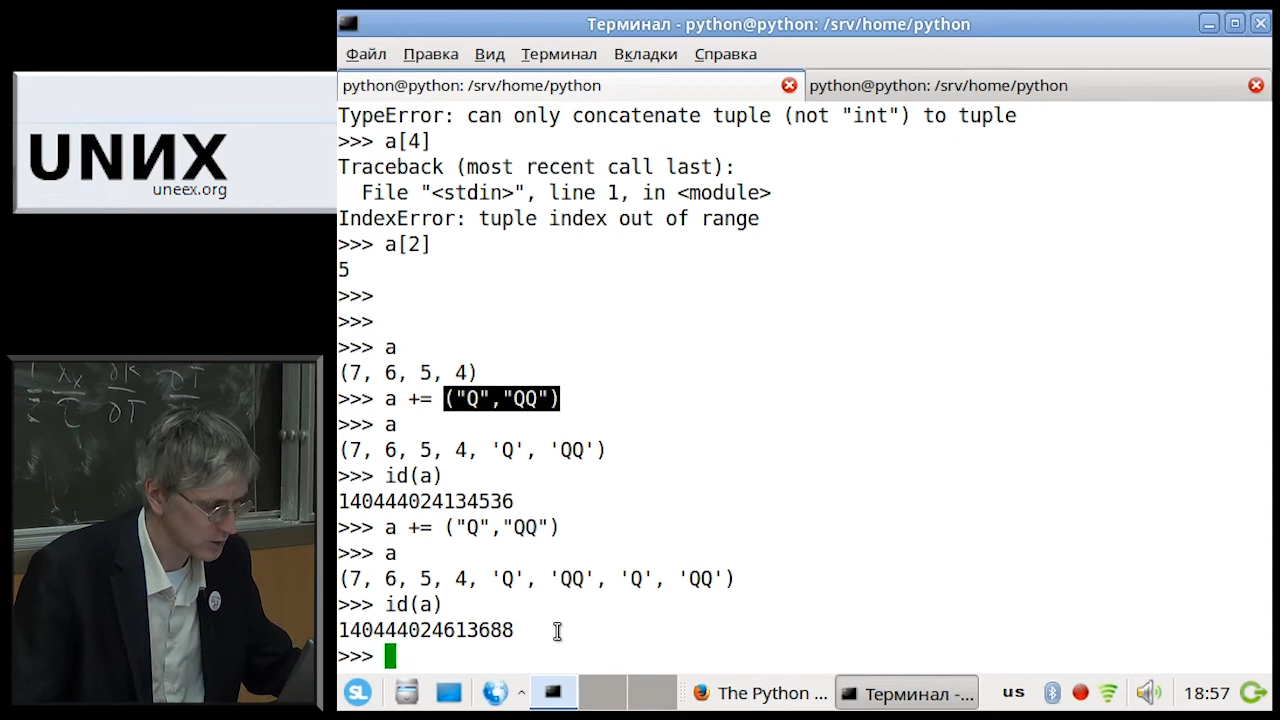 Терминал - python@python: /srv/home/python
Файл Правка Вид Терминал Вкладки Справка
python@python: /srv/home/python
python@python: /srv/home/python
UNИX
uneex.org
TypeError: can only concatenate tuple (not "int") to tuple
>>> a[4]
Traceback (most recent call last):
  File "<stdin>", line 1, in <module>
IndexError: tuple index out of range
>>> a[2]
5
>>>
>>>
>>> a
(7, 6, 5, 4)
>>> a += ("Q","QQ")
>>> a
(7, 6, 5, 4, 'Q', 'QQ')
>>> id(a)
140444024134536
>>> a += ("Q","QQ")
>>> a
(7, 6, 5, 4, 'Q', 'QQ', 'Q', 'QQ')
>>> id(a)
140444024613688
>>>
SL The Python ... Терминал -... us 18:57